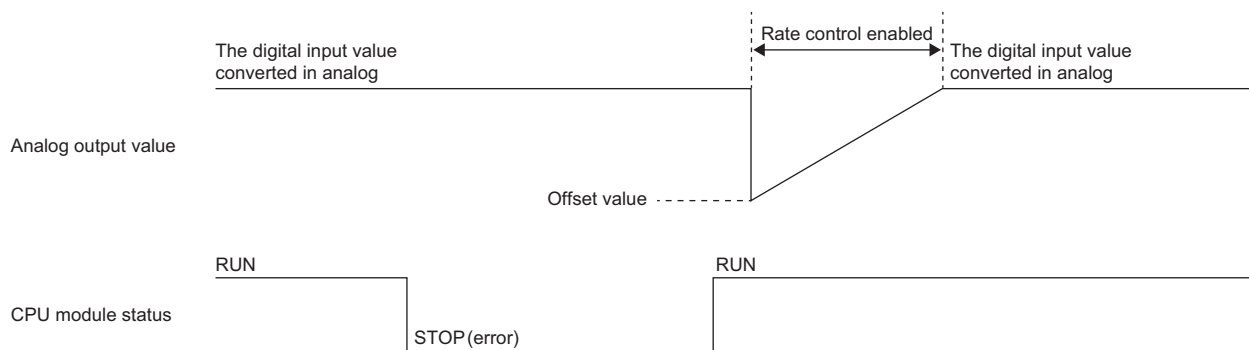 Rate control enabled
The digital input value
converted in analog
The digital input value
converted in analog
Analog output value
Offset value
RUN
RUN
CPU module status
STOP(error)